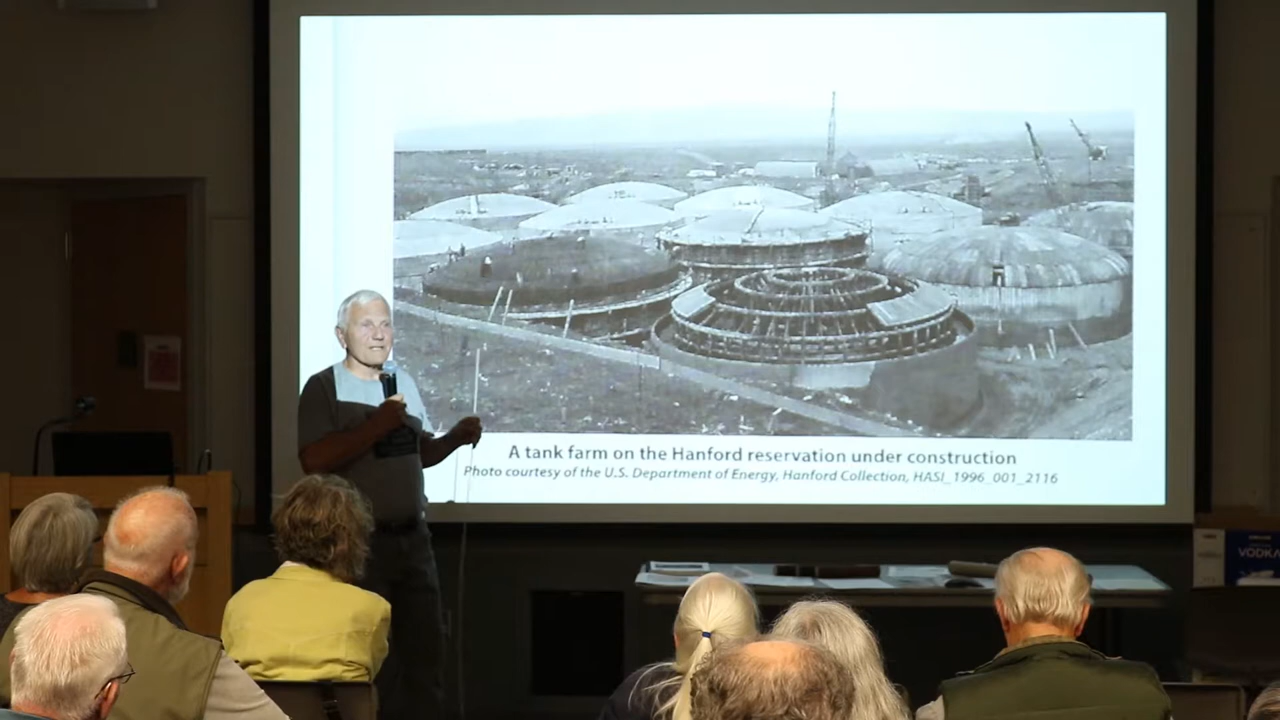 A tank farm on the Hanford reservation under construction
Photo courtesy of the U.S. Department of Energy, Hanford Collection, HASI_1996_001_2116
VODKA